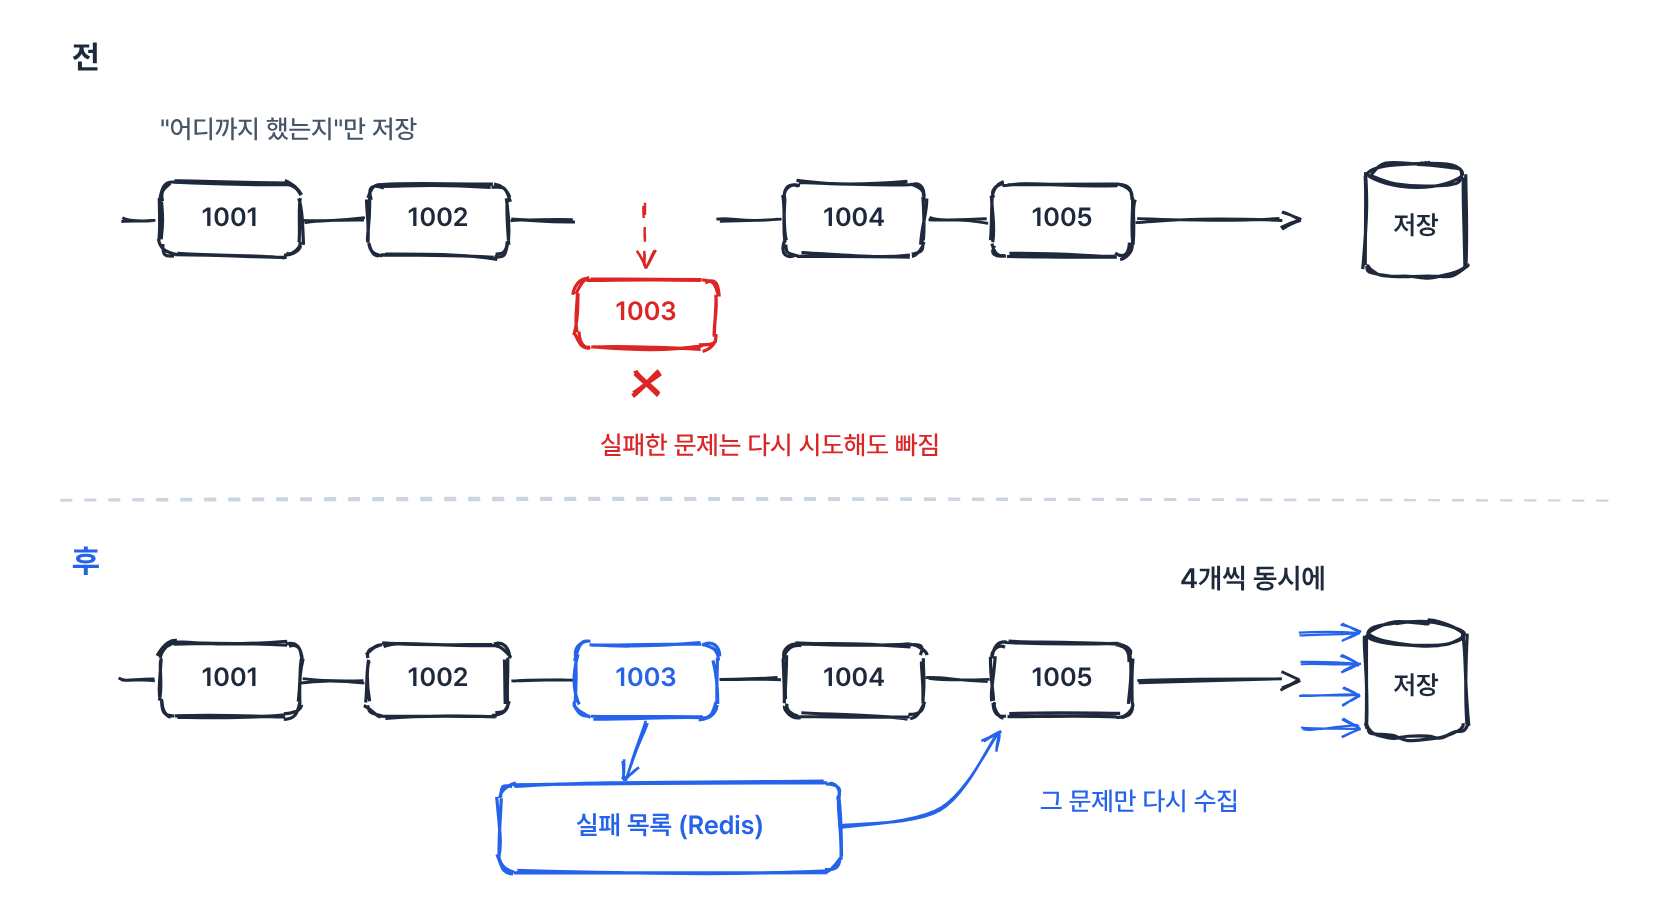 전
"어디까지 했는지"만 저장
1001
1002
1004
1005
저장
1003
실패한 문제는 다시 시도해도 빠짐
후
4개씩 동시에
1001
1002
1003
1004
1005
저장
그 문제만 다시 수집
실패 목록 (Redis)